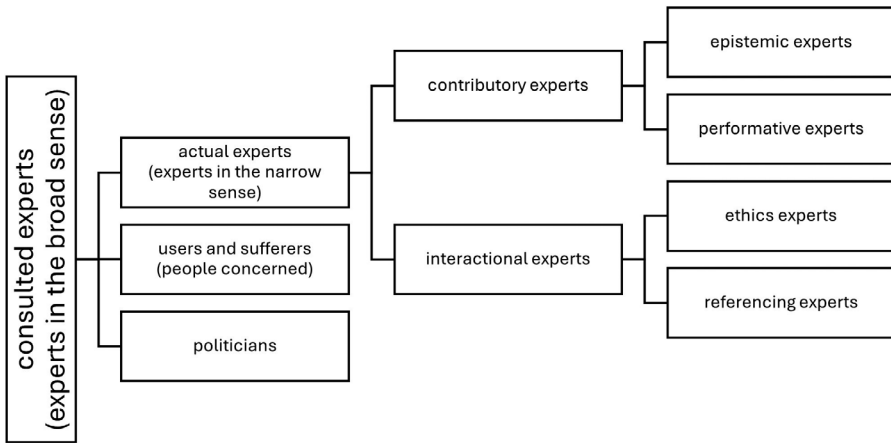 consulted experts
(experts in the broad sense)
actual experts
(experts in the narrow
sense)
users and sufferers
(people concerned)
politicians
contributory experts
interactional experts
epistemic experts
performative experts
ethics experts
referencing experts